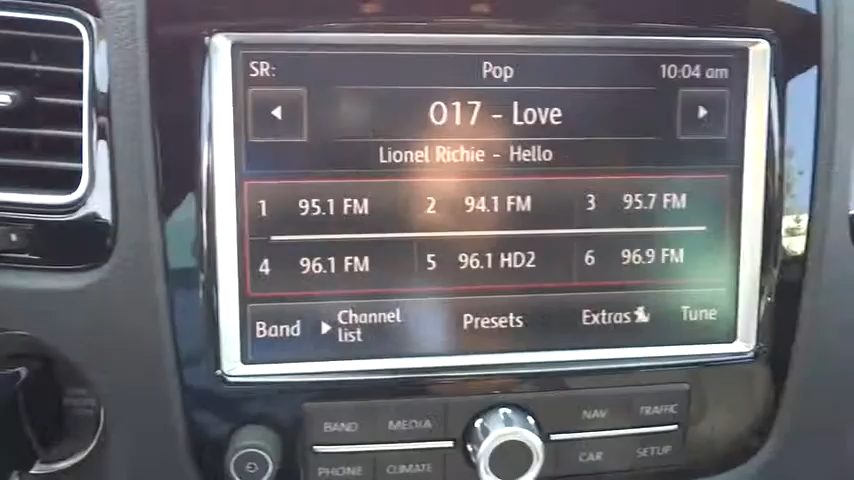 SR: Pop 10:04 am
017 - Love
Lionel Richie - Hello
1 95.1 FM 2 94.1 FM 3 95.7 FM
4 96.1 FM 5 96.1 HD2 6 96.9 FM
Band Channel list Presets Extras Tune
BAND MEDIA NAV TRAFFIC
PHONE CLIMATE CAR SETUP